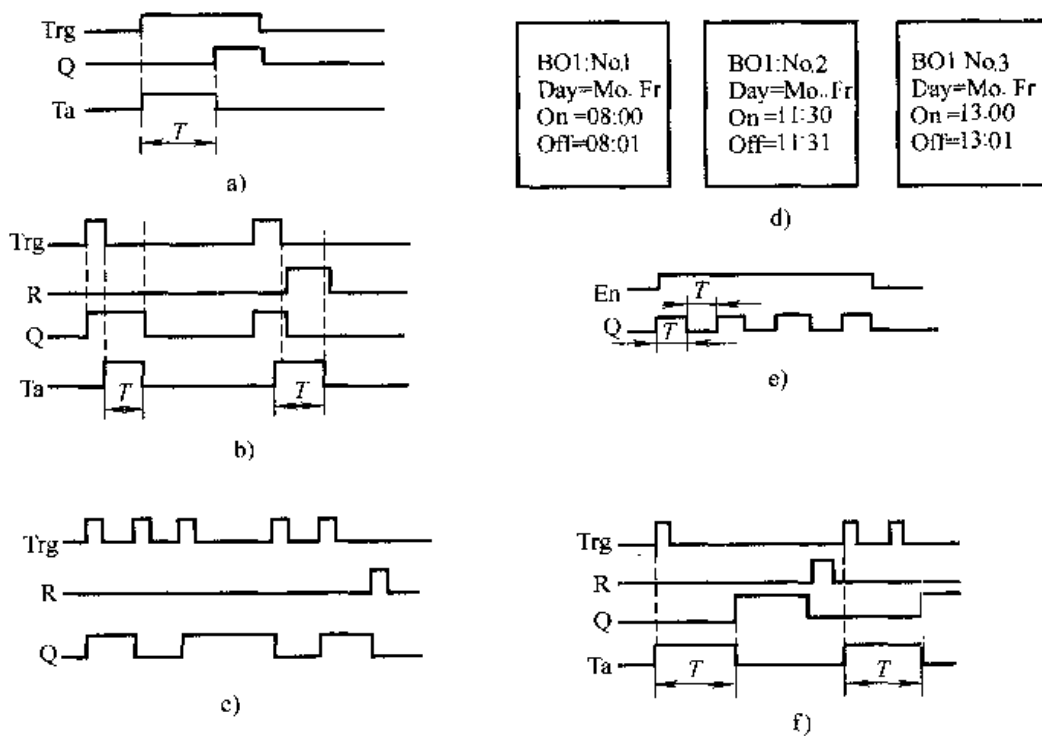 Trg
Q
Ta
T
a)
Trg
R
Q
Ta
T
T
b)
Trg
R
Q
c)
BO1:No,1
Day=Mo. Fr
On =08:00
Off=08:01
BO1:No,2
Day=Mo..Fr
On =11:30
Off=11:31
BO1 No,3
Day=Mo. Fr
On =13.00
Off=13:01
d)
En
T
Q
T
e)
Trg
R
Q
Ta
T
T
f)